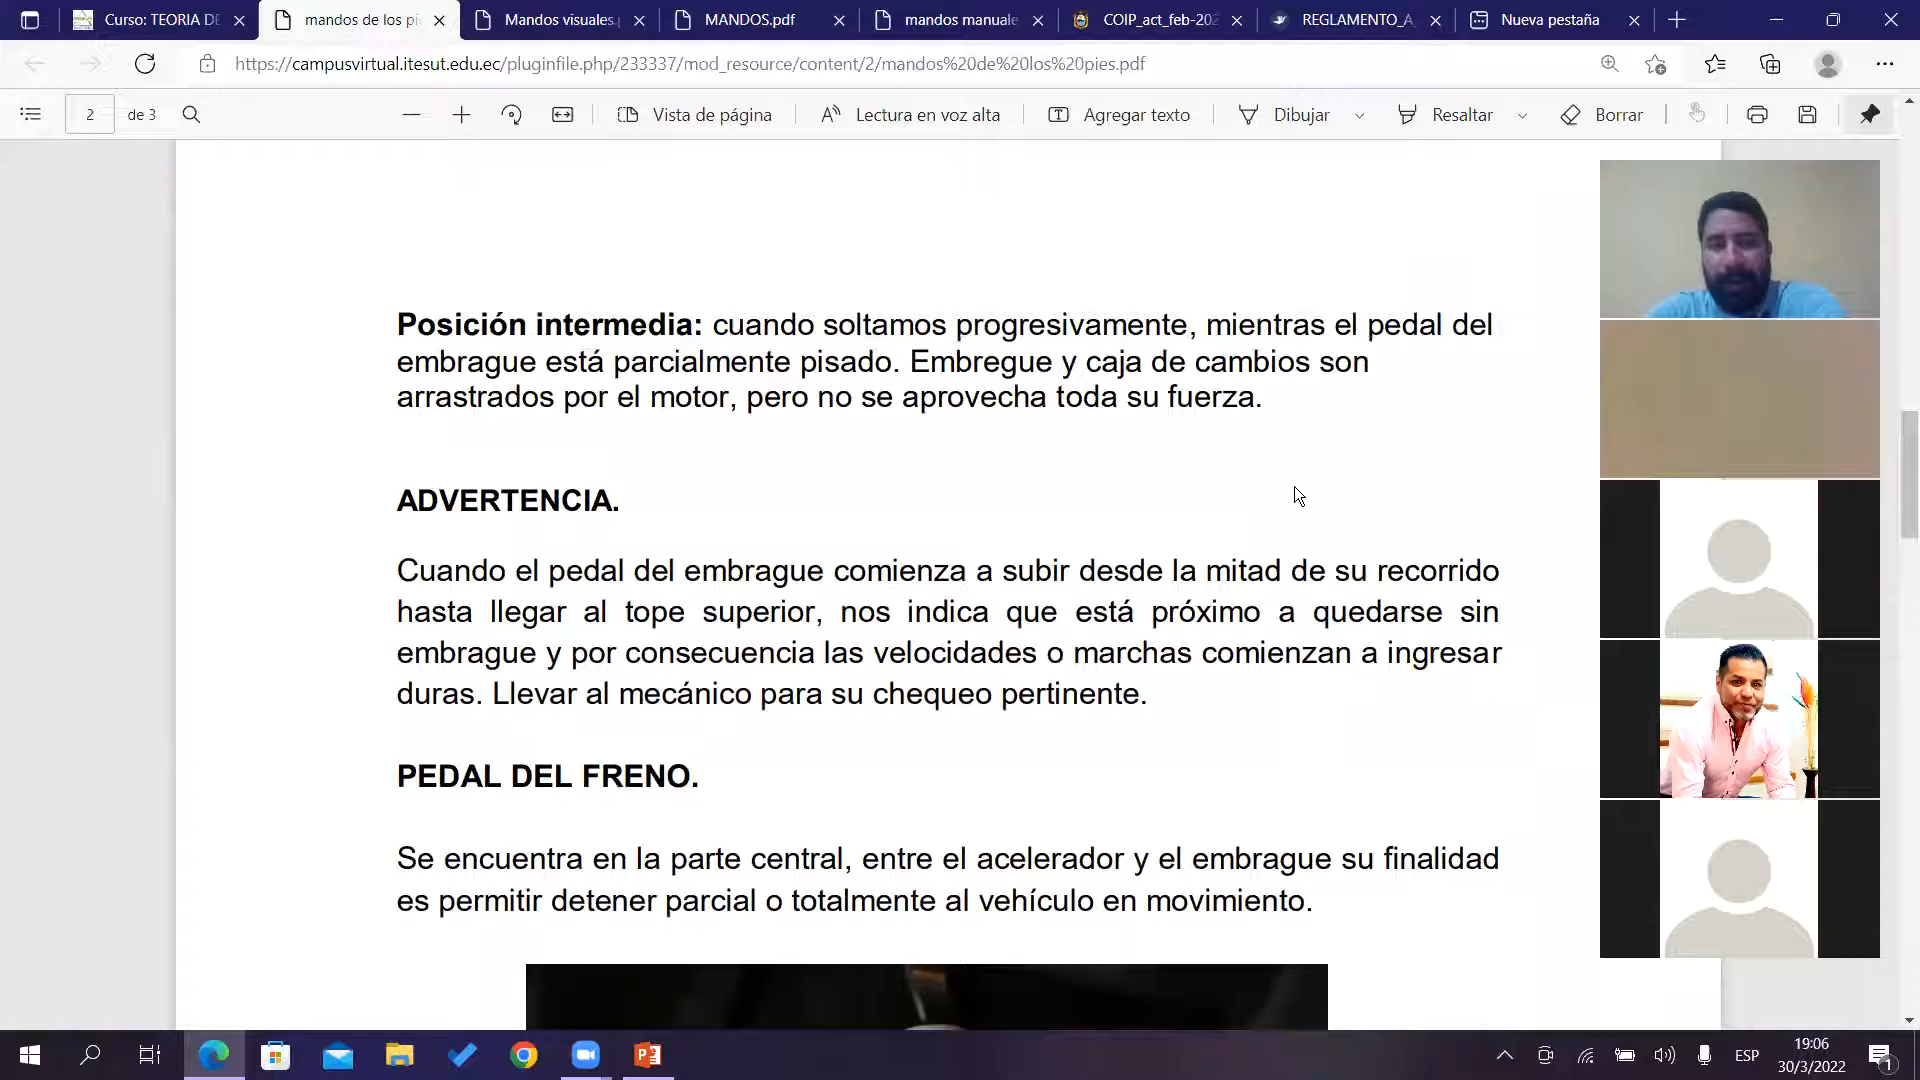 Curso: TEORIA DE
mandos de los pi
Mandos visuales.p
MANDOS.pdf
mandos manuale
COIP_act_feb-202
REGLAMENTO_A
Nueva pestaña
https://campusvirtual.itesut.edu.ec/pluginfile.php/233337/mod_resource/content/2/mandos%20de%20los%20pies.pdf
2 de 3
Vista de página
Lectura en voz alta
Agregar texto
Dibujar
Resaltar
Borrar
Posición intermedia: cuando soltamos progresivamente, mientras el pedal del
embrague está parcialmente pisado. Embregue y caja de cambios son
arrastrados por el motor, pero no se aprovecha toda su fuerza.
ADVERTENCIA.
Cuando el pedal del embrague comienza a subir desde la mitad de su recorrido
hasta llegar al tope superior, nos indica que está próximo a quedarse sin
embrague y por consecuencia las velocidades o marchas comienzan a ingresar
duras. Llevar al mecánico para su chequeo pertinente.
PEDAL DEL FRENO.
Se encuentra en la parte central, entre el acelerador y el embrague su finalidad
es permitir detener parcial o totalmente al vehículo en movimiento.
ESP
19:06
30/3/2022
1